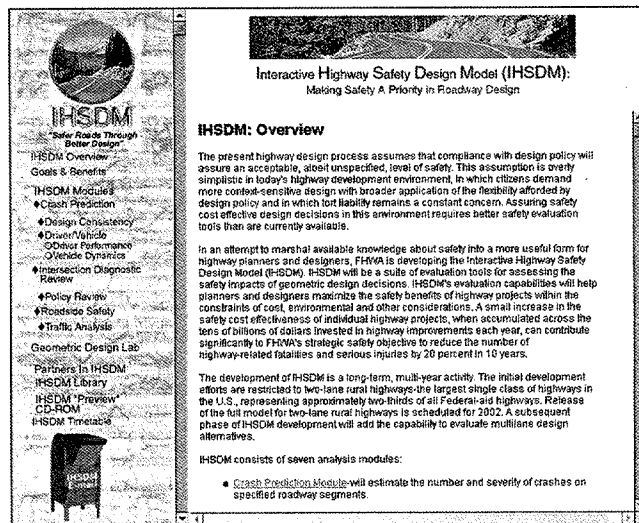 IHSDM
"Safer Roads Through
Better Design"
IHSDM Overview
Goals & Benefits
IHSDM Modules
Crash Prediction
Design Consistency
Driver/Vehicle
Driver Performance
Vehicle Dynamics
Intersection Diagnostic
Review
Policy Review
Roadside Safety
Traffic Analysis
Geometric Design Lab
Partners In IHSDM
IHSDM Library
IHSDM "Preview"
CD-ROM
IHSDM Timetable
IHSDM
Interactive Highway Safety Design Model (IHSDM):
Making Safety A Priority in Roadway Design
IHSDM: Overview
The present highway design process assumes that compliance with design policy will
assure an acceptable, albeit unspecified, level of safety. This assumption is overly
simplistic in today's highway development environment, in which citizens demand
more context-sensitive design with broader application of the flexibility afforded by
design policy and in which tort liability remains a constant concern. Assuring safety
cost effective design decisions in this environment requires better safety evaluation
tools than are currently available.
In an attempt to marshal available knowledge about safety into a more useful form for
highway planners and designers, FHWA is developing the Interactive Highway Safety
Design Model (IHSDM). IHSDM will be a suite of evaluation tools for assessing the
safety impacts of geometric design decisions. IHSDM's evaluation capabilities will help
planners and designers maximize the safety benefits of highway projects within the
constraints of cost, environmental and other considerations. A small increase in the
safety cost effectiveness of individual highway projects, when accumulated across the
tens of billions of dollars invested in highway improvements each year, can contribute
significantly to FHWA's strategic safety objective to reduce the number of
highway-related fatalities and serious injuries by 20 percent in 10 years.
The development of IHSDM is a long-term, multi-year activity. The initial development
efforts are restricted to two-lane rural highways-the largest single class of highways in
the U.S., representing approximately two-thirds of all Federal-aid highways. Release
of the full model for two-lane rural highways is scheduled for 2002. A subsequent
phase of IHSDM development will add the capability to evaluate multilane design
alternatives.
IHSDM consists of seven analysis modules:
Crash Prediction Module-will estimate the number and severity of crashes on
specified roadway segments.